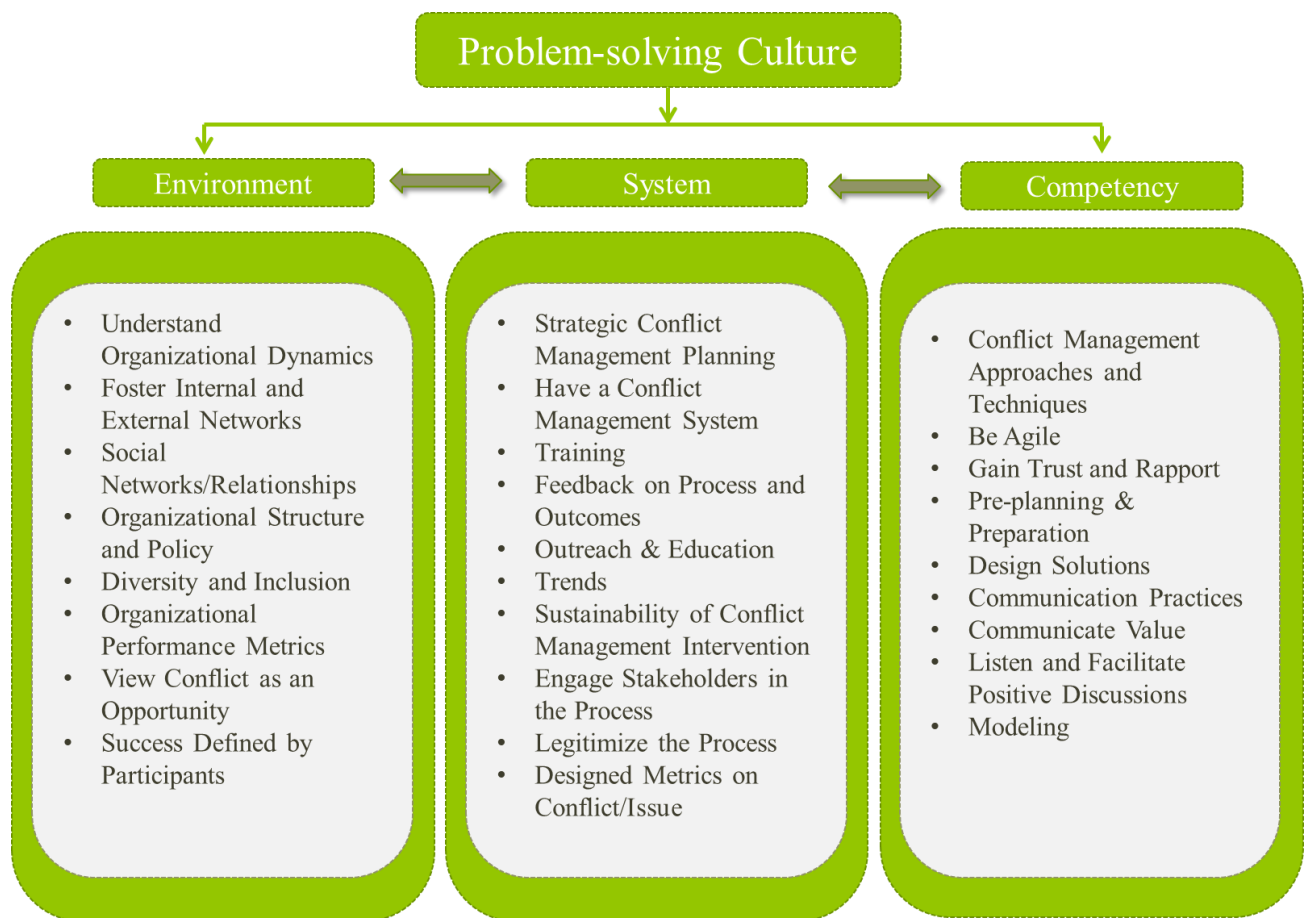 Problem-solving Culture
Environment
System
Competency
• Understand
Organizational Dynamics
• Foster Internal and
External Networks
• Social
Networks/Relationships
• Organizational Structure
and Policy
• Diversity and Inclusion
• Organizational
Performance Metrics
• View Conflict as an
Opportunity
• Success Defined by
Participants
• Strategic Conflict
Management Planning
• Have a Conflict
Management System
• Training
• Feedback on Process and
Outcomes
• Outreach & Education
• Trends
• Sustainability of Conflict
Management Intervention
• Engage Stakeholders in
the Process
• Legitimize the Process
• Designed Metrics on
Conflict/Issue
• Conflict Management
Approaches and
Techniques
• Be Agile
• Gain Trust and Rapport
• Pre-planning &
Preparation
• Design Solutions
• Communication Practices
• Communicate Value
• Listen and Facilitate
Positive Discussions
• Modeling